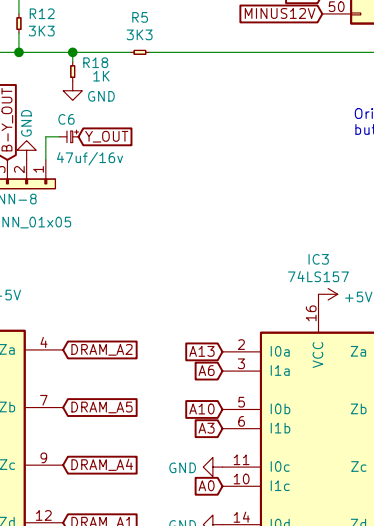 MINUS12V 50
R12
3K3
R5
3K3
R18
1K
GND
B-Y_OUT
GND
C6
Y_OUT
47uf/16v
3 2 1
Ori
but
NN-8
NN_01x05
IC3
74LS157
-5V
+5V
16
VCC
Za 4 DRAM_A2
Zb 7 DRAM_A5
Zc 9 DRAM_A4
Zd 12 DRAM_A1
A13 2 I0a Za
A6 3 I1a
A10 5 I0b Zb
A3 6 I1b
GND 11 I0c Zc
A0 10 I1c
GND 14 I0d Zd